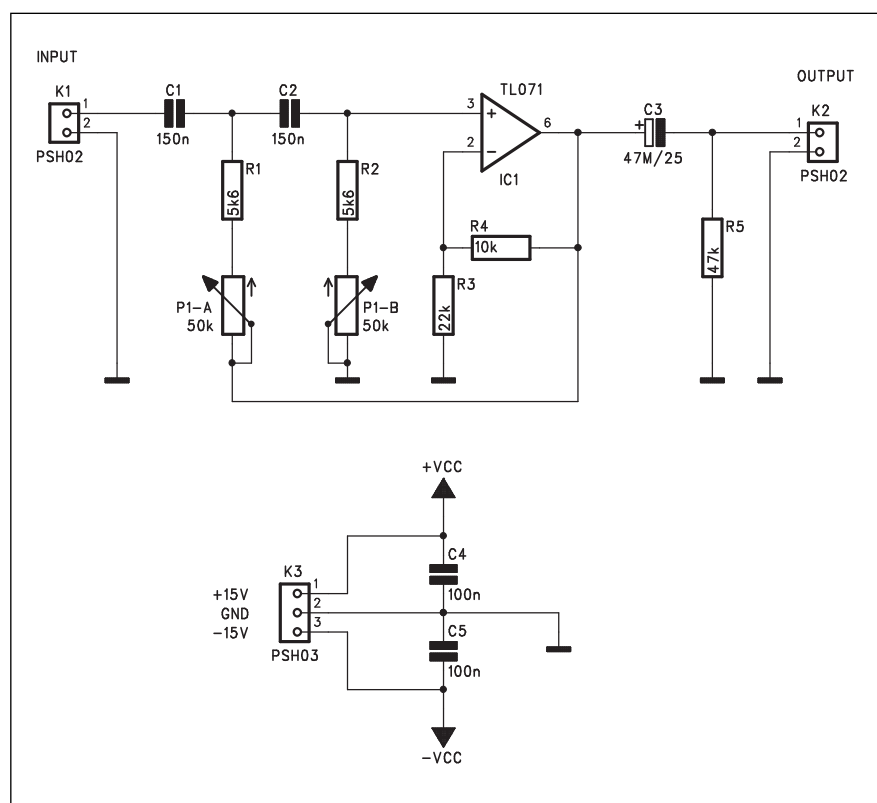 INPUT
OUTPUT
K1
1
2
PSH02
C1
150n
C2
150n
3
+
2
-
TL071
6
IC1
C3
+
47M/25
K2
1
2
PSH02
R1
5k6
R2
5k6
R4
10k
R3
22k
R5
47k
P1-A
50k
P1-B
50k
+VCC
K3
+15V
GND
-15V
1
2
3
PSH03
C4
100n
C5
100n
-VCC